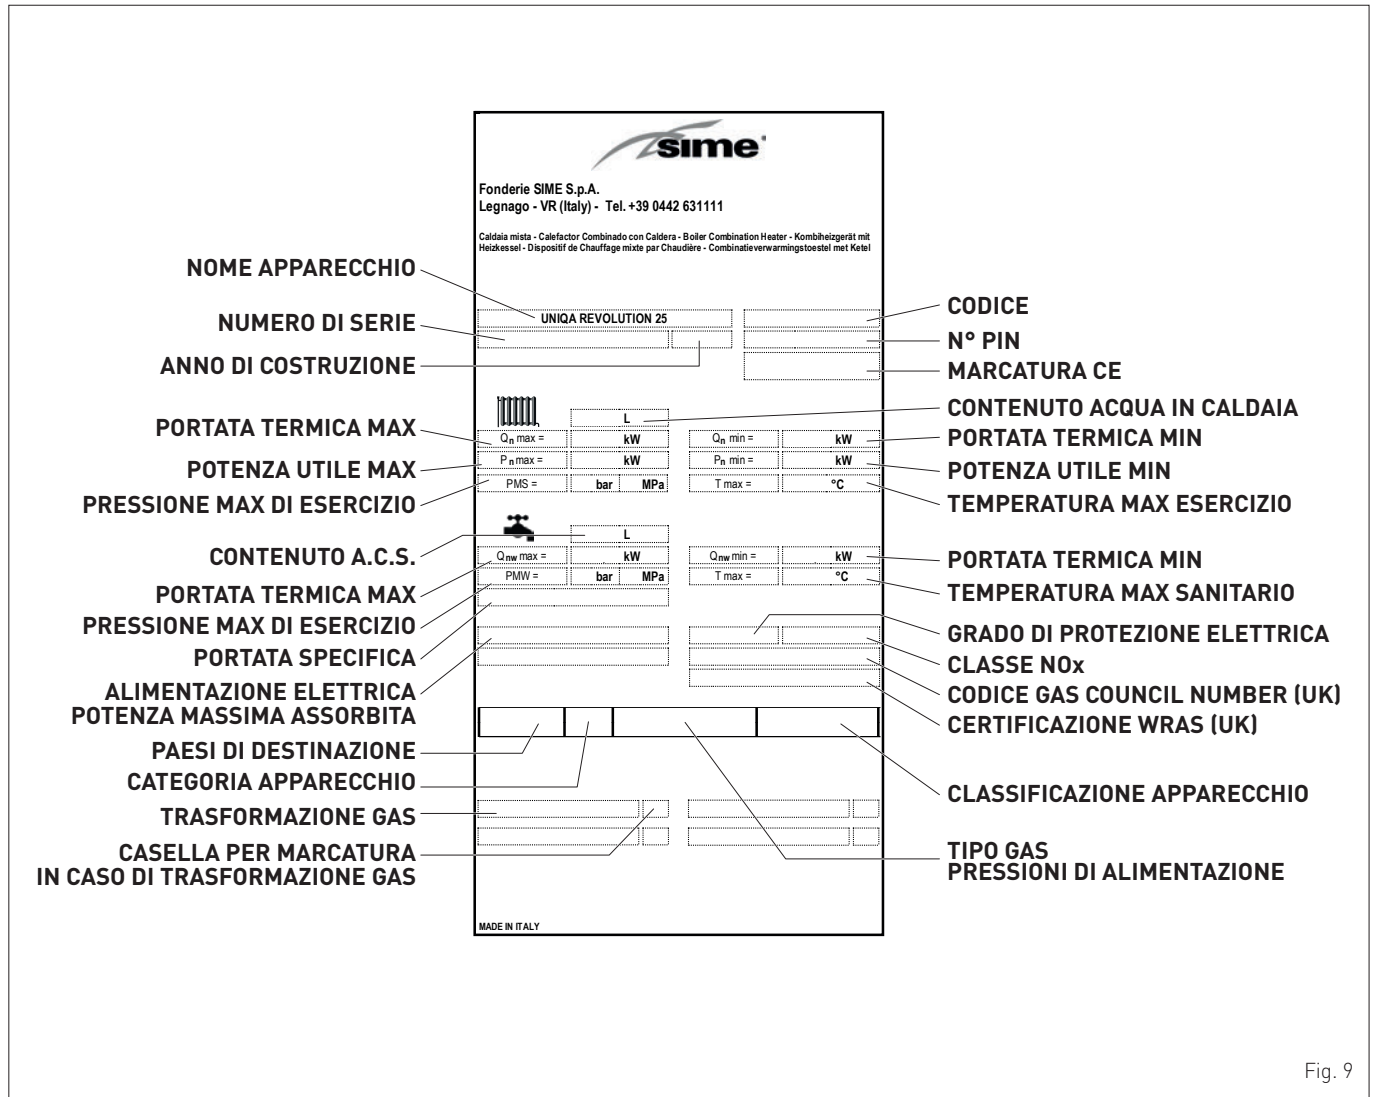 sime
Fonderie SIME S.p.A.
Legnago - VR (Italy) - Tel. +39 0442 631111
Caldaia mista - Calefactor Combinado con Caldera - Boiler Combination Heater - Kombiheizgerät mit
Heizkessel - Dispositif de Chauffage mixte par Chaudière - Combinatieverwarmingstoestel met Ketel
NOME APPARECCHIO
UNIQA REVOLUTION 25
CODICE
NUMERO DI SERIE
N° PIN
ANNO DI COSTRUZIONE
MARCATURA CE
L
CONTENUTO ACQUA IN CALDAIA
PORTATA TERMICA MAX
Qn max = kW
Qn min = kW
PORTATA TERMICA MIN
POTENZA UTILE MAX
Pn max = kW
Pn min = kW
POTENZA UTILE MIN
PRESSIONE MAX DI ESERCIZIO
PMS = bar MPa
T max = °C
TEMPERATURA MAX ESERCIZIO
CONTENUTO A.C.S.
L
PORTATA TERMICA MAX
Qnw max = kW
Qnw min = kW
PORTATA TERMICA MIN
PRESSIONE MAX DI ESERCIZIO
PMW = bar MPa
T max = °C
TEMPERATURA MAX SANITARIO
PORTATA SPECIFICA
GRADO DI PROTEZIONE ELETTRICA
CLASSE NOx
ALIMENTAZIONE ELETTRICA
POTENZA MASSIMA ASSORBITA
CODICE GAS COUNCIL NUMBER (UK)
CERTIFICAZIONE WRAS (UK)
PAESI DI DESTINAZIONE
CATEGORIA APPARECCHIO
CLASSIFICAZIONE APPARECCHIO
TRASFORMAZIONE GAS
CASELLA PER MARCATURA
IN CASO DI TRASFORMAZIONE GAS
TIPO GAS
PRESSIONI DI ALIMENTAZIONE
MADE IN ITALY
Fig. 9